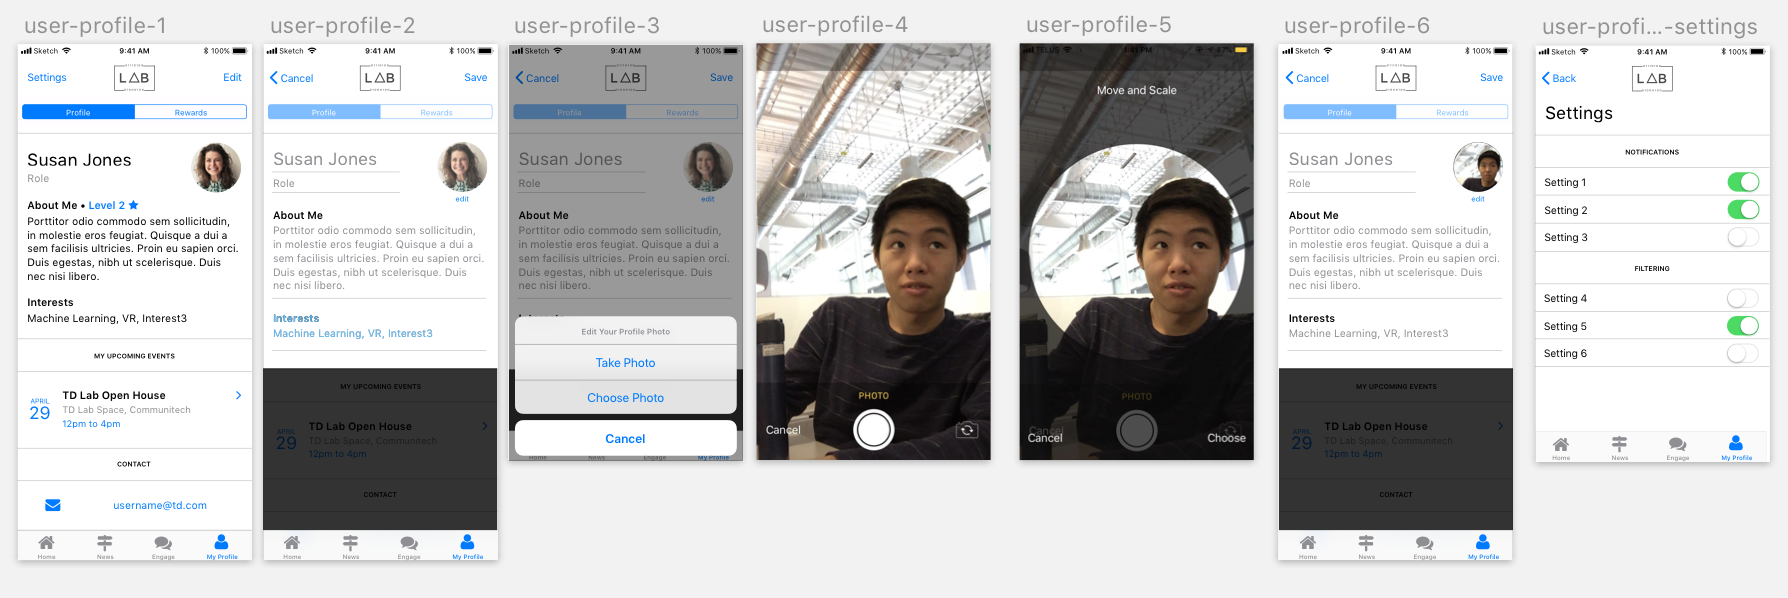 user-profile-1
Sketch 9:41 AM 100%
Settings LAB Edit
Profile Rewards
Susan Jones
Role
About Me • Level 2
Porttitor odio commodo sem sollicitudin,
in molestie eros feugiat. Quisque a dui a
sem facilisis ultricies. Proin eu sapien orci.
Duis egestas, nibh ut scelerisque. Duis
nec nisi libero.
Interests
Machine Learning, VR, Interest3
MY UPCOMING EVENTS
APRIL
29
TD Lab Open House
TD Lab Space, Communitech
12pm to 4pm
CONTACT
username@td.com
Home News Engage My Profile
user-profile-2
Sketch 9:41 AM 100%
Cancel LAB Save
Profile Rewards
Susan Jones
Role
edit
About Me
Porttitor odio commodo sem sollicitudin,
in molestie eros feugiat. Quisque a dui a
sem facilisis ultricies. Proin eu sapien orci.
Duis egestas, nibh ut scelerisque. Duis
nec nisi libero.
Interests
Machine Learning, VR, Interest3
MY UPCOMING EVENTS
APRIL
29
TD Lab Open House
TD Lab Space, Communitech
12pm to 4pm
CONTACT
Home News Engage My Profile
user-profile-3
Sketch 9:41 AM 100%
Cancel LAB Save
Profile Rewards
Susan Jones
Role
edit
About Me
Porttitor odio commodo sem sollicitudin,
in molestie eros feugiat. Quisque a dui a
sem facilisis ultricies. Proin eu sapien orci.
Duis egestas, nibh ut scelerisque. Duis
nec nisi libero.
Edit Your Profile Photo
Take Photo
Choose Photo
Cancel
Home News Engage My Profile
user-profile-4
PHOTO
Cancel
user-profile-5
TELUS
Move and Scale
PHOTO
Cancel
Cancel Choose
user-profile-6
Sketch 9:41 AM 100%
Cancel LAB Save
Profile Rewards
Susan Jones
Role
edit
About Me
Porttitor odio commodo sem sollicitudin,
in molestie eros feugiat. Quisque a dui a
sem facilisis ultricies. Proin eu sapien orci.
Duis egestas, nibh ut scelerisque. Duis
nec nisi libero.
Interests
Machine Learning, VR, Interest3
MY UPCOMING EVENTS
APRIL
29
TD Lab Open House
TD Lab Space, Communitech
12pm to 4pm
CONTACT
Home News Engage My Profile
user-profi...-settings
Sketch 9:41 AM 100%
Back LAB
Settings
NOTIFICATIONS
Setting 1
Setting 2
Setting 3
FILTERING
Setting 4
Setting 5
Setting 6
Home News Engage My Profile